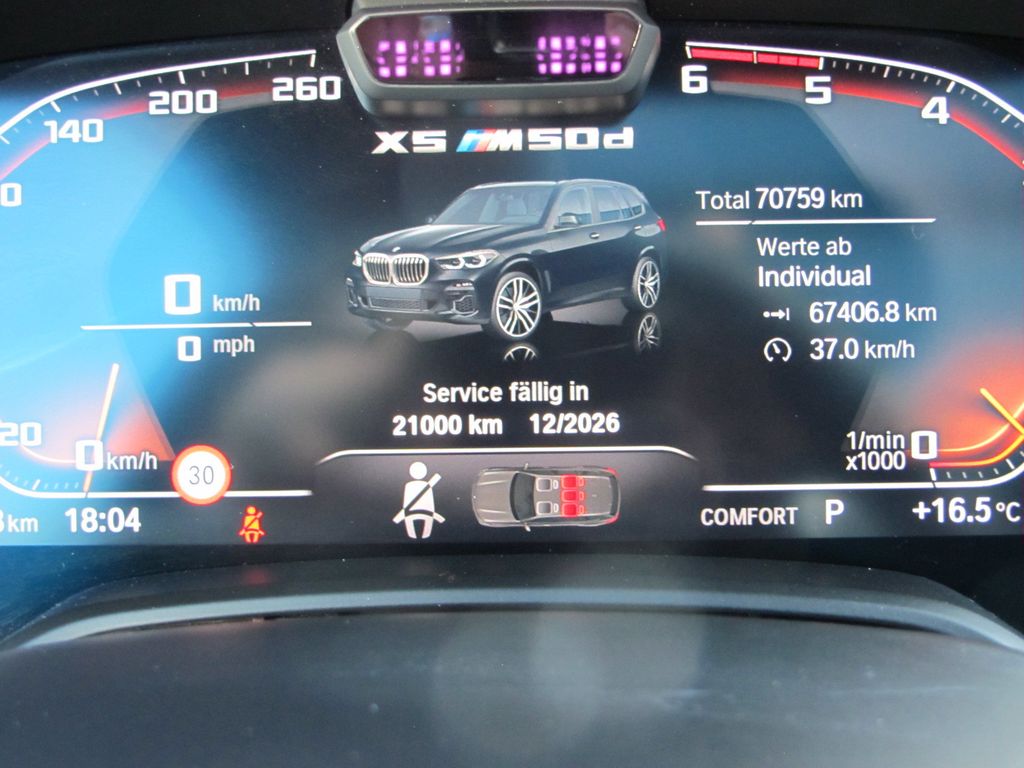 260
200
140
6
5
4
X5 M50d
Total 70759 km
Werte ab
Individual
67406.8 km
37.0 km/h
0 km/h
0 mph
Service fällig in
21000 km 12/2026
20
0 km/h
30
1/min
x1000
0
km
18:04
COMFORT P
+16.5°C